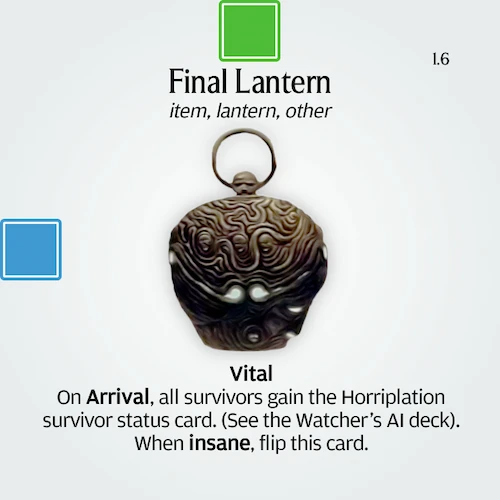 1.6
Final Lantern
item, lantern, other
Vital
On Arrival, all survivors gain the Horriplation
survivor status card. (See the Watcher's AI deck).
When insane, flip this card.